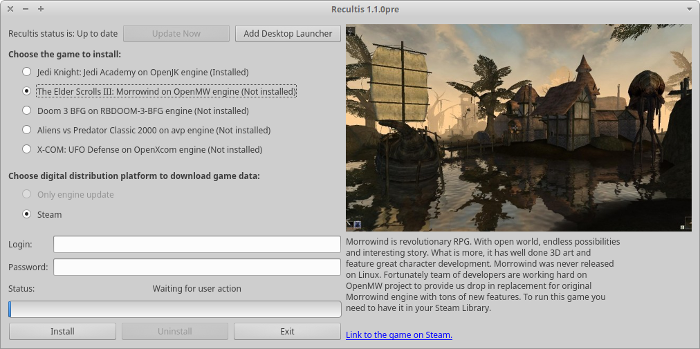 Recultis 1.1.0pre
Recultis status is: Up to date Update Now Add Desktop Launcher
Choose the game to install:
Jedi Knight: Jedi Academy on OpenJK engine (Installed)
The Elder Scrolls III: Morrowind on OpenMW engine (Not installed)
Doom 3 BFG on RBDOOM-3-BFG engine (Not installed)
Aliens vs Predator Classic 2000 on avp engine (Not installed)
X-COM: UFO Defense on OpenXcom engine (Not installed)
Choose digital distribution platform to download game data:
Only engine update
Steam
Login:
Password:
Status: Waiting for user action
Install Uninstall Exit
Morrowind is revolutionary RPG. With open world, endless possibilities
and interesting story. What is more, it has well done 3D art and
feature great character development. Morrowind was never released
on Linux. Fortunately team of developers are working hard on
OpenMW project to provide us drop in replacement for original
Morrowind engine with tons of new features. To run this game you
need to have it in your Steam Library.
Link to the game on Steam.